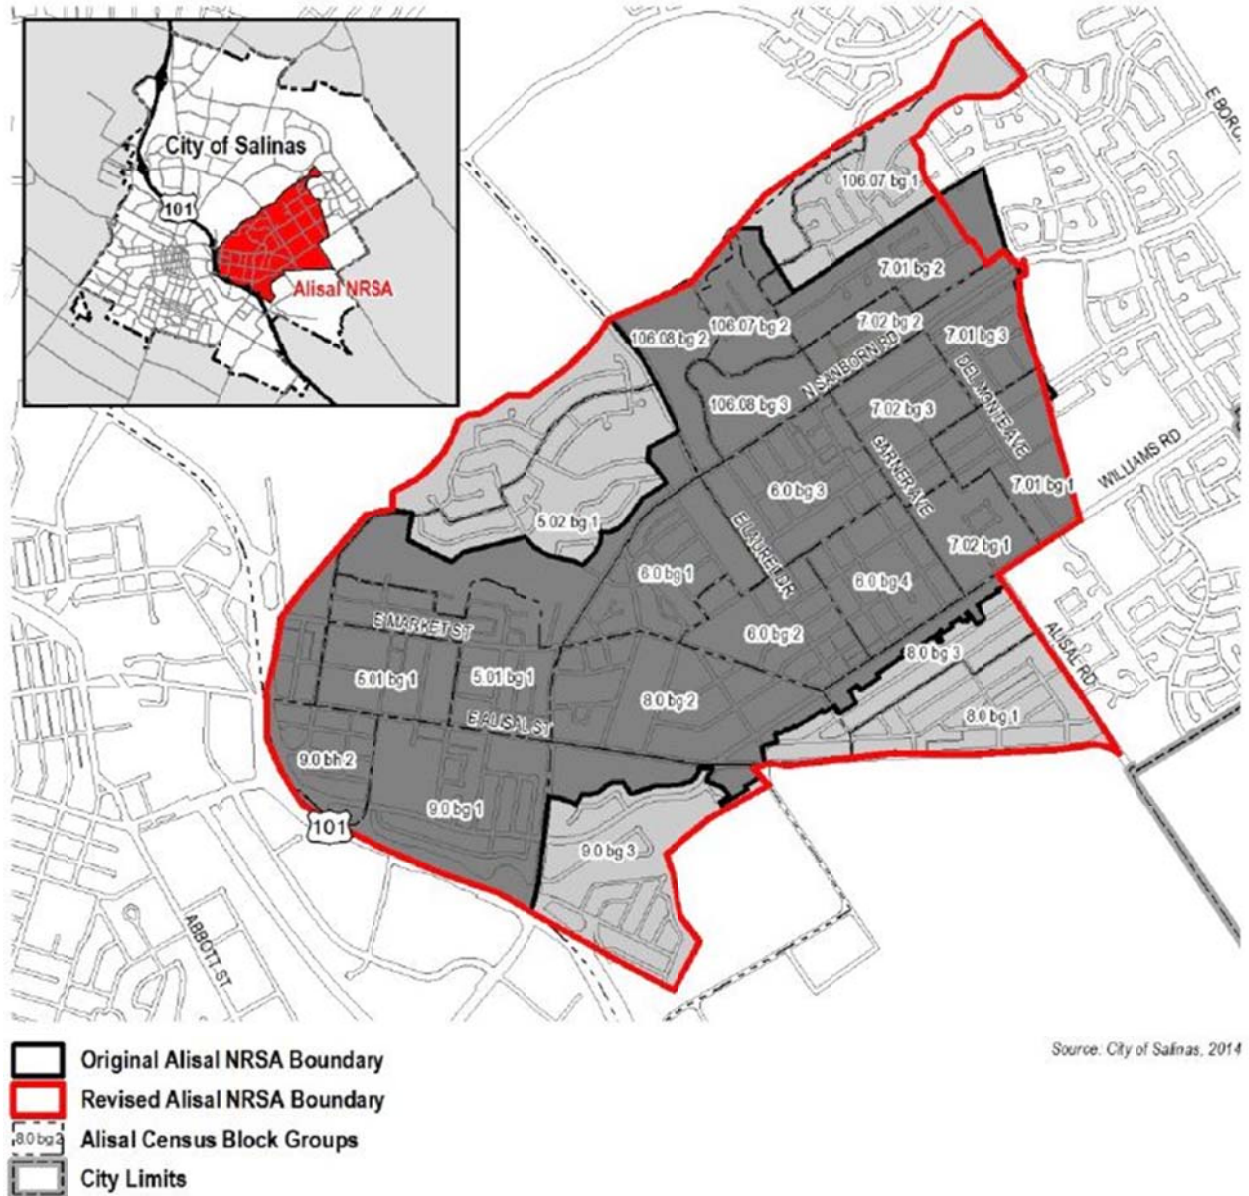 City of Salinas
101
Alisal NRSA
E BORO
106.07 bg 1
7.01 bg 2
106.08 bg 2
106.07 bg 2
7.02 bg 2
7.01 bg 3
N SANBORN RD
DEL MONTE AVE
106.08 bg 3
7.02 bg 3
GARNER AVE
WILLIAMS RD
6.0 bg 3
7.01 bg 1
5.02 bg 1
E LAUREL DR
7.02 bg 1
6.0 bg 1
6.0 bg 4
E MARKET ST
6.0 bg 2
ALISAL RD
8.0 bg 3
5.01 bg 1
5.01 bg 1
8.0 bg 2
8.0 bg 1
E ALISAL ST
9.0 bh 2
9.0 bg 1
101
9.0 bg 3
ABBOTT ST
Original Alisal NRSA Boundary
Source: City of Salinas, 2014
Revised Alisal NRSA Boundary
8.0 bg 2
Alisal Census Block Groups
City Limits